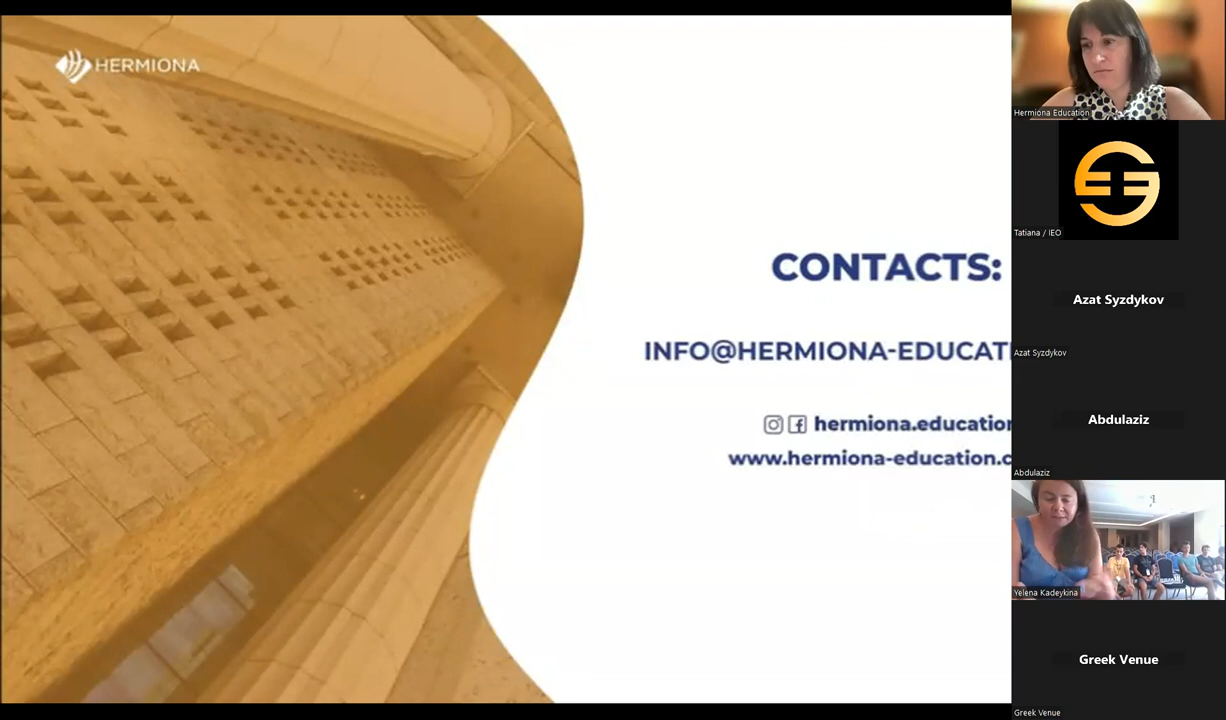 HERMIONA
CONTACTS:
INFO@HERMIONA-EDUCATI
hermiona.education
www.hermiona-education.c
Hermiona Education
Tatiana / IEO
Azat Syzdykov
Azat Syzdykov
Abdulaziz
Abdulaziz
Yelena Kadeykina
Greek Venue
Greek Venue